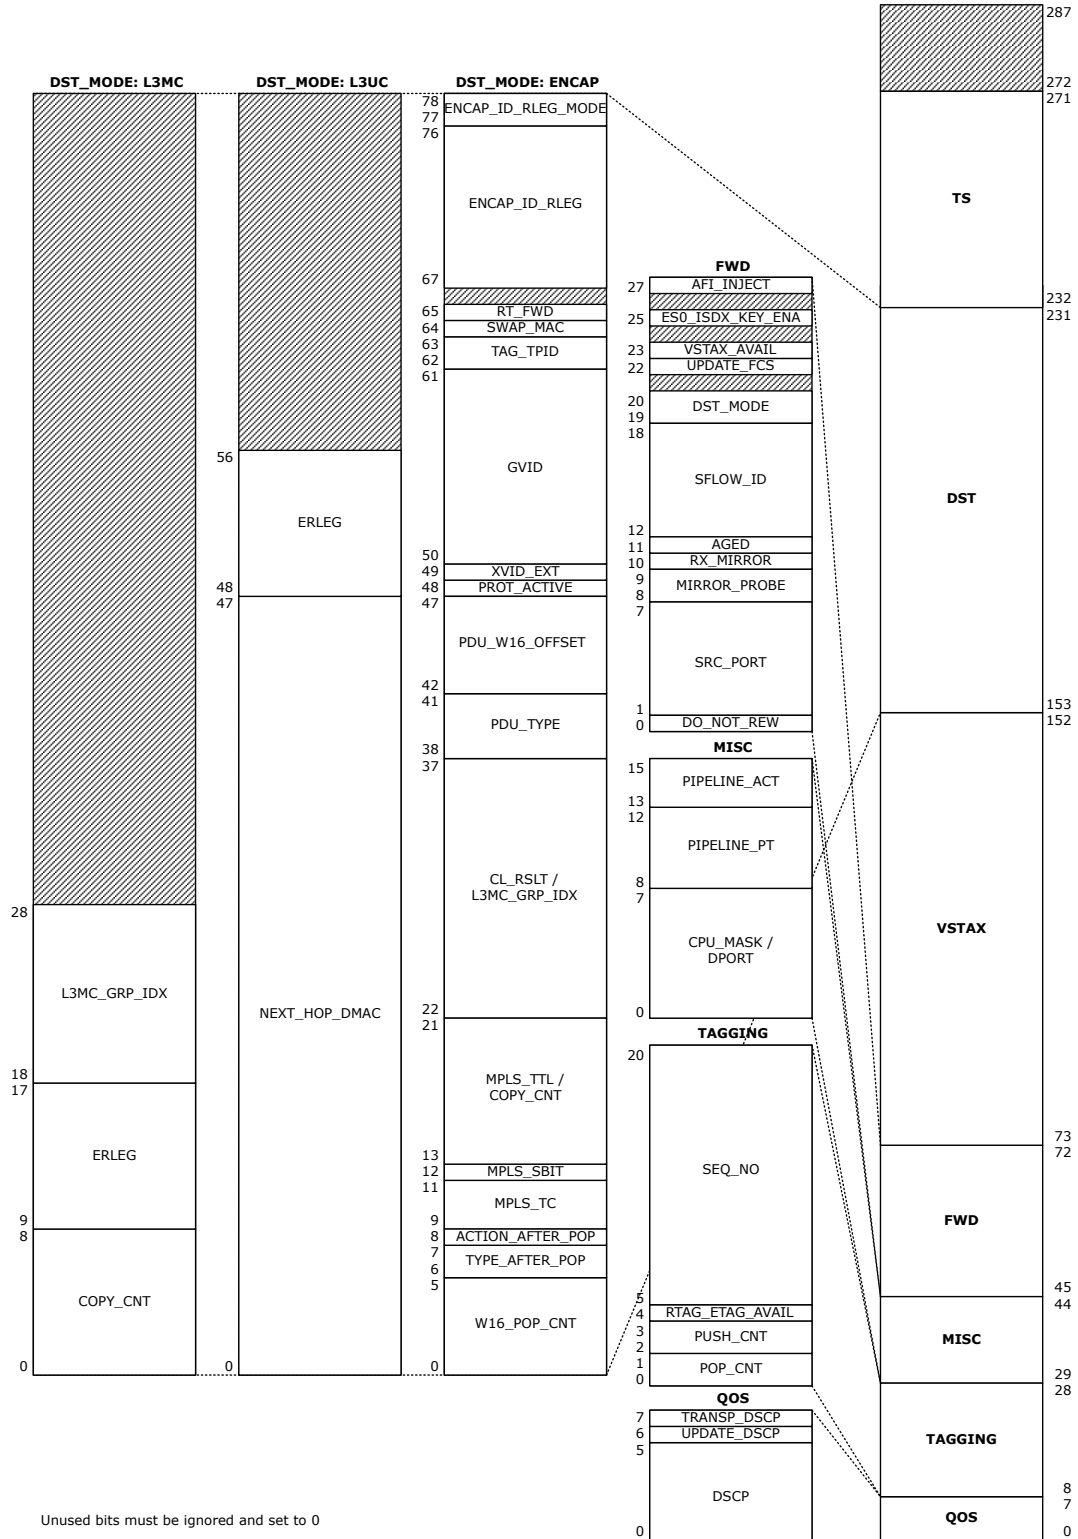 287
272
271
TS
232
231
DST
153
152
VSTAX
73
72
FWD
45
44
MISC
29
28
TAGGING
8
7
QOS
0
DST_MODE: L3MC
28
L3MC_GRP_IDX
18
17
ERLEG
9
8
COPY_CNT
0
DST_MODE: L3UC
56
ERLEG
48
47
NEXT_HOP_DMAC
0
DST_MODE: ENCAP
78
ENCAP_ID_RLEG_MODE
77
76
ENCAP_ID_RLEG
67
65
RT_FWD
64
SWAP_MAC
63
TAG_TPID
62
61
GVID
50
49
XVID_EXT
48
PROT_ACTIVE
47
PDU_W16_OFFSET
42
41
PDU_TYPE
38
37
CL_RSLT /
L3MC_GRP_IDX
22
21
MPLS_TTL /
COPY_CNT
13
12
MPLS_SBIT
11
MPLS_TC
9
8
ACTION_AFTER_POP
7
TYPE_AFTER_POP
6
5
W16_POP_CNT
0
FWD
27
AFI_INJECT
25
ES0_ISDX_KEY_ENA
23
VSTAX_AVAIL
22
UPDATE_FCS
20
DST_MODE
19
18
SFLOW_ID
12
11
AGED
10
RX_MIRROR
9
MIRROR_PROBE
8
7
SRC_PORT
1
0
DO_NOT_REW
MISC
15
PIPELINE_ACT
13
12
PIPELINE_PT
8
7
CPU_MASK /
DPORT
0
TAGGING
20
SEQ_NO
5
4
RTAG_ETAG_AVAIL
3
PUSH_CNT
2
1
POP_CNT
0
QOS
7
TRANSP_DSCP
6
UPDATE_DSCP
5
DSCP
0
Unused bits must be ignored and set to 0